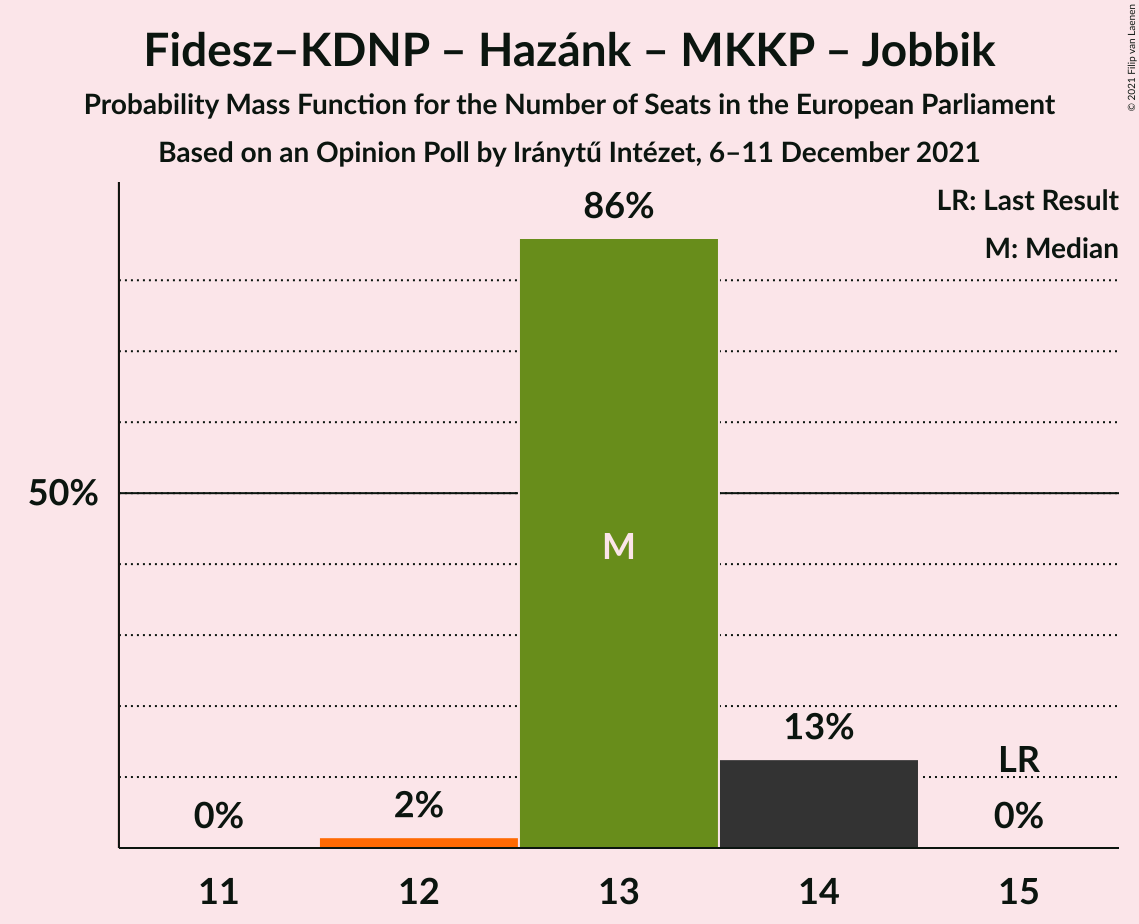 Fidesz–KDNP – Hazánk – MKKP – Jobbik
Probability Mass Function for the Number of Seats in the European Parliament
Based on an Opinion Poll by Iránytű Intézet, 6–11 December 2021
© 2021 Filip van Laenen
LR: Last Result
M: Median
86%
50%
M
13%
LR
2%
0%
0%
11 12 13 14 15